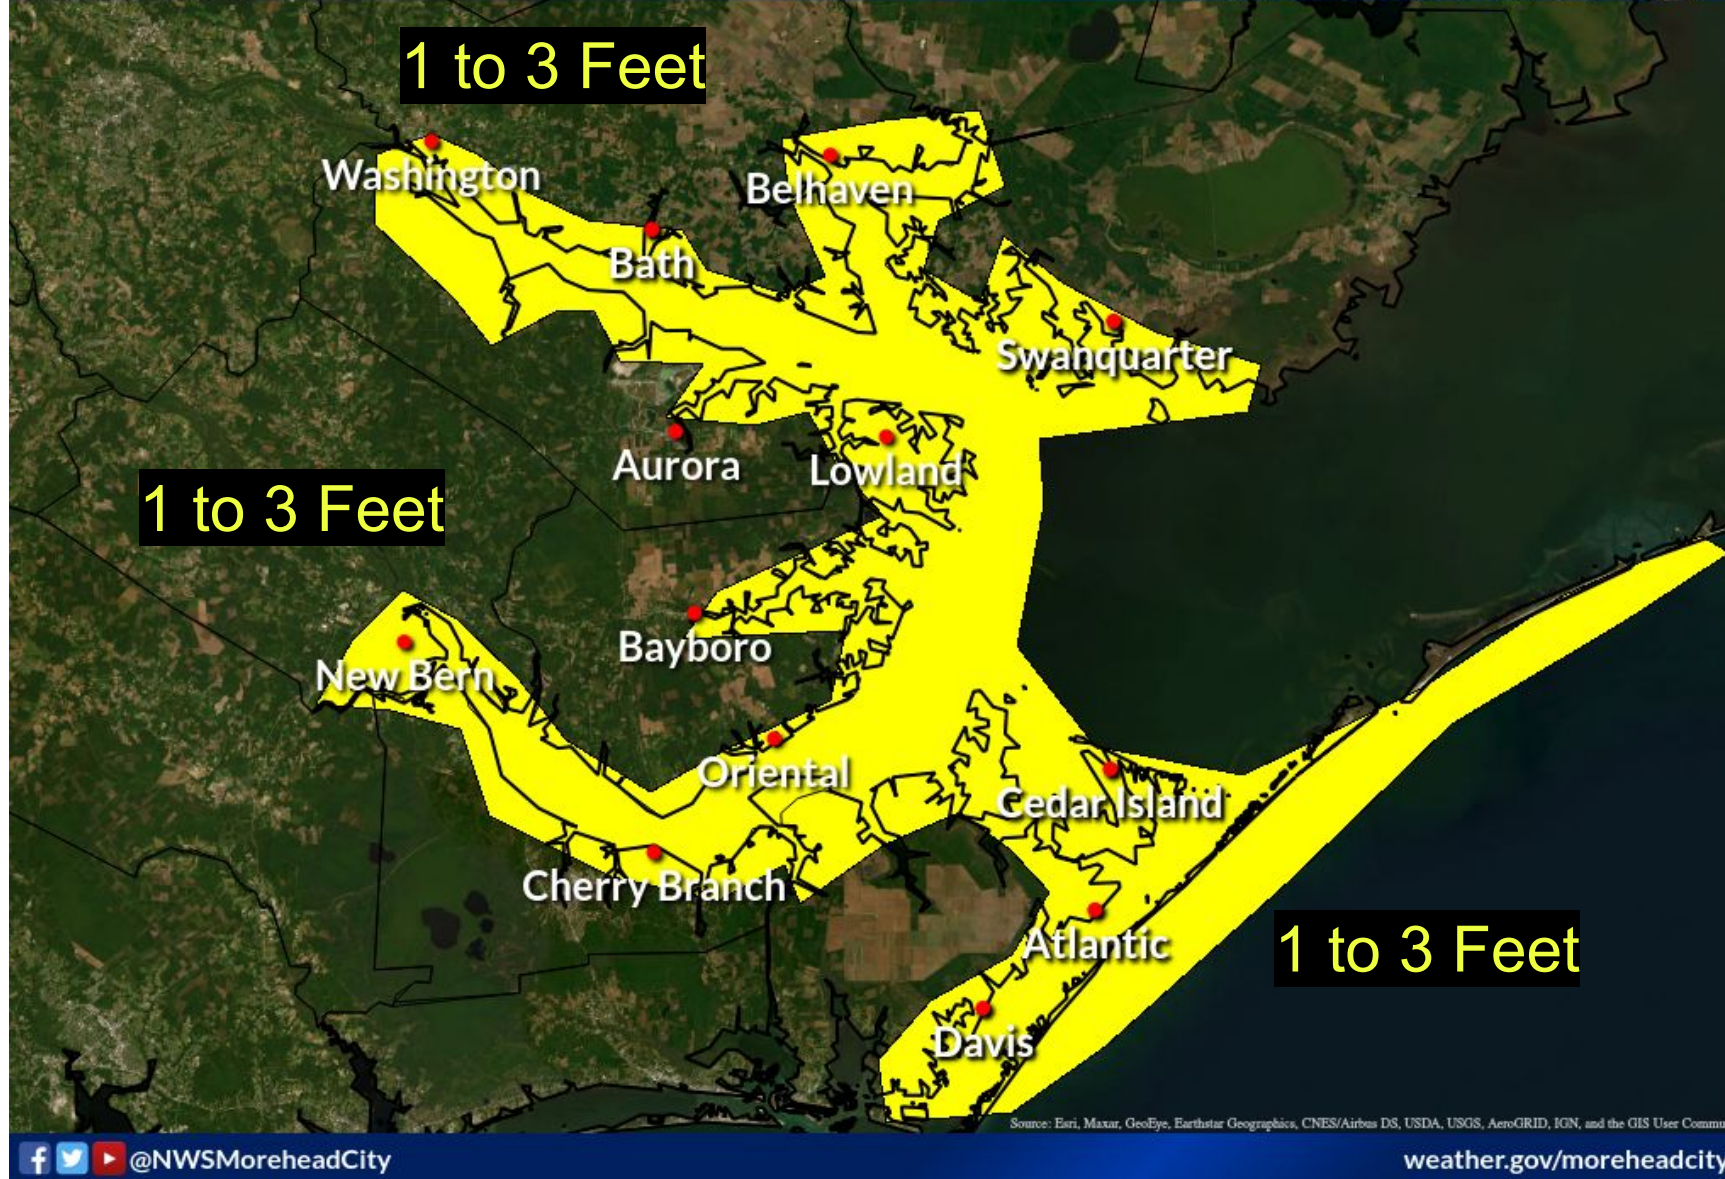 1 to 3 Feet
Washington
Belhaven
Bath
Swanquarter
Aurora
Lowland
1 to 3 Feet
Bayboro
New Bern
Oriental
Cedar Island
Cherry Branch
Atlantic
1 to 3 Feet
Davis
Source: Esri, Maxar, GeoEye, Earthstar Geographics, CNES/Airbus DS, USDA, USGS, AeroGRID, IGN, and the GIS User Commu
@NWSMoreheadCity
weather.gov/moreheadcity